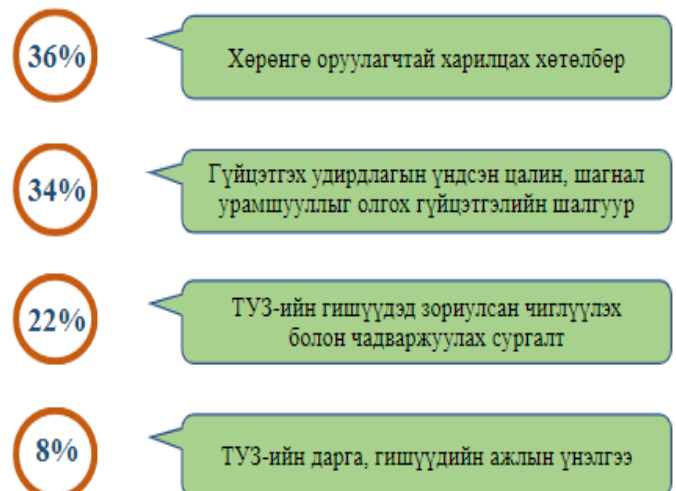 36%
Хөрөнгө оруулагчтай харилцах хөтөлбөр
34%
Гүйцэтгэх удирдлагын үндсэн цалин, шагнал
урамшууллыг олгох гүйцэтгэлийн шалгуур
22%
ТУЗ-ийн гишүүдэд зориулсан чиглүүлэх
болон чадваржуулах сургалт
8%
ТУЗ-ийн дарга, гишүүдийн ажлын үнэлгээ